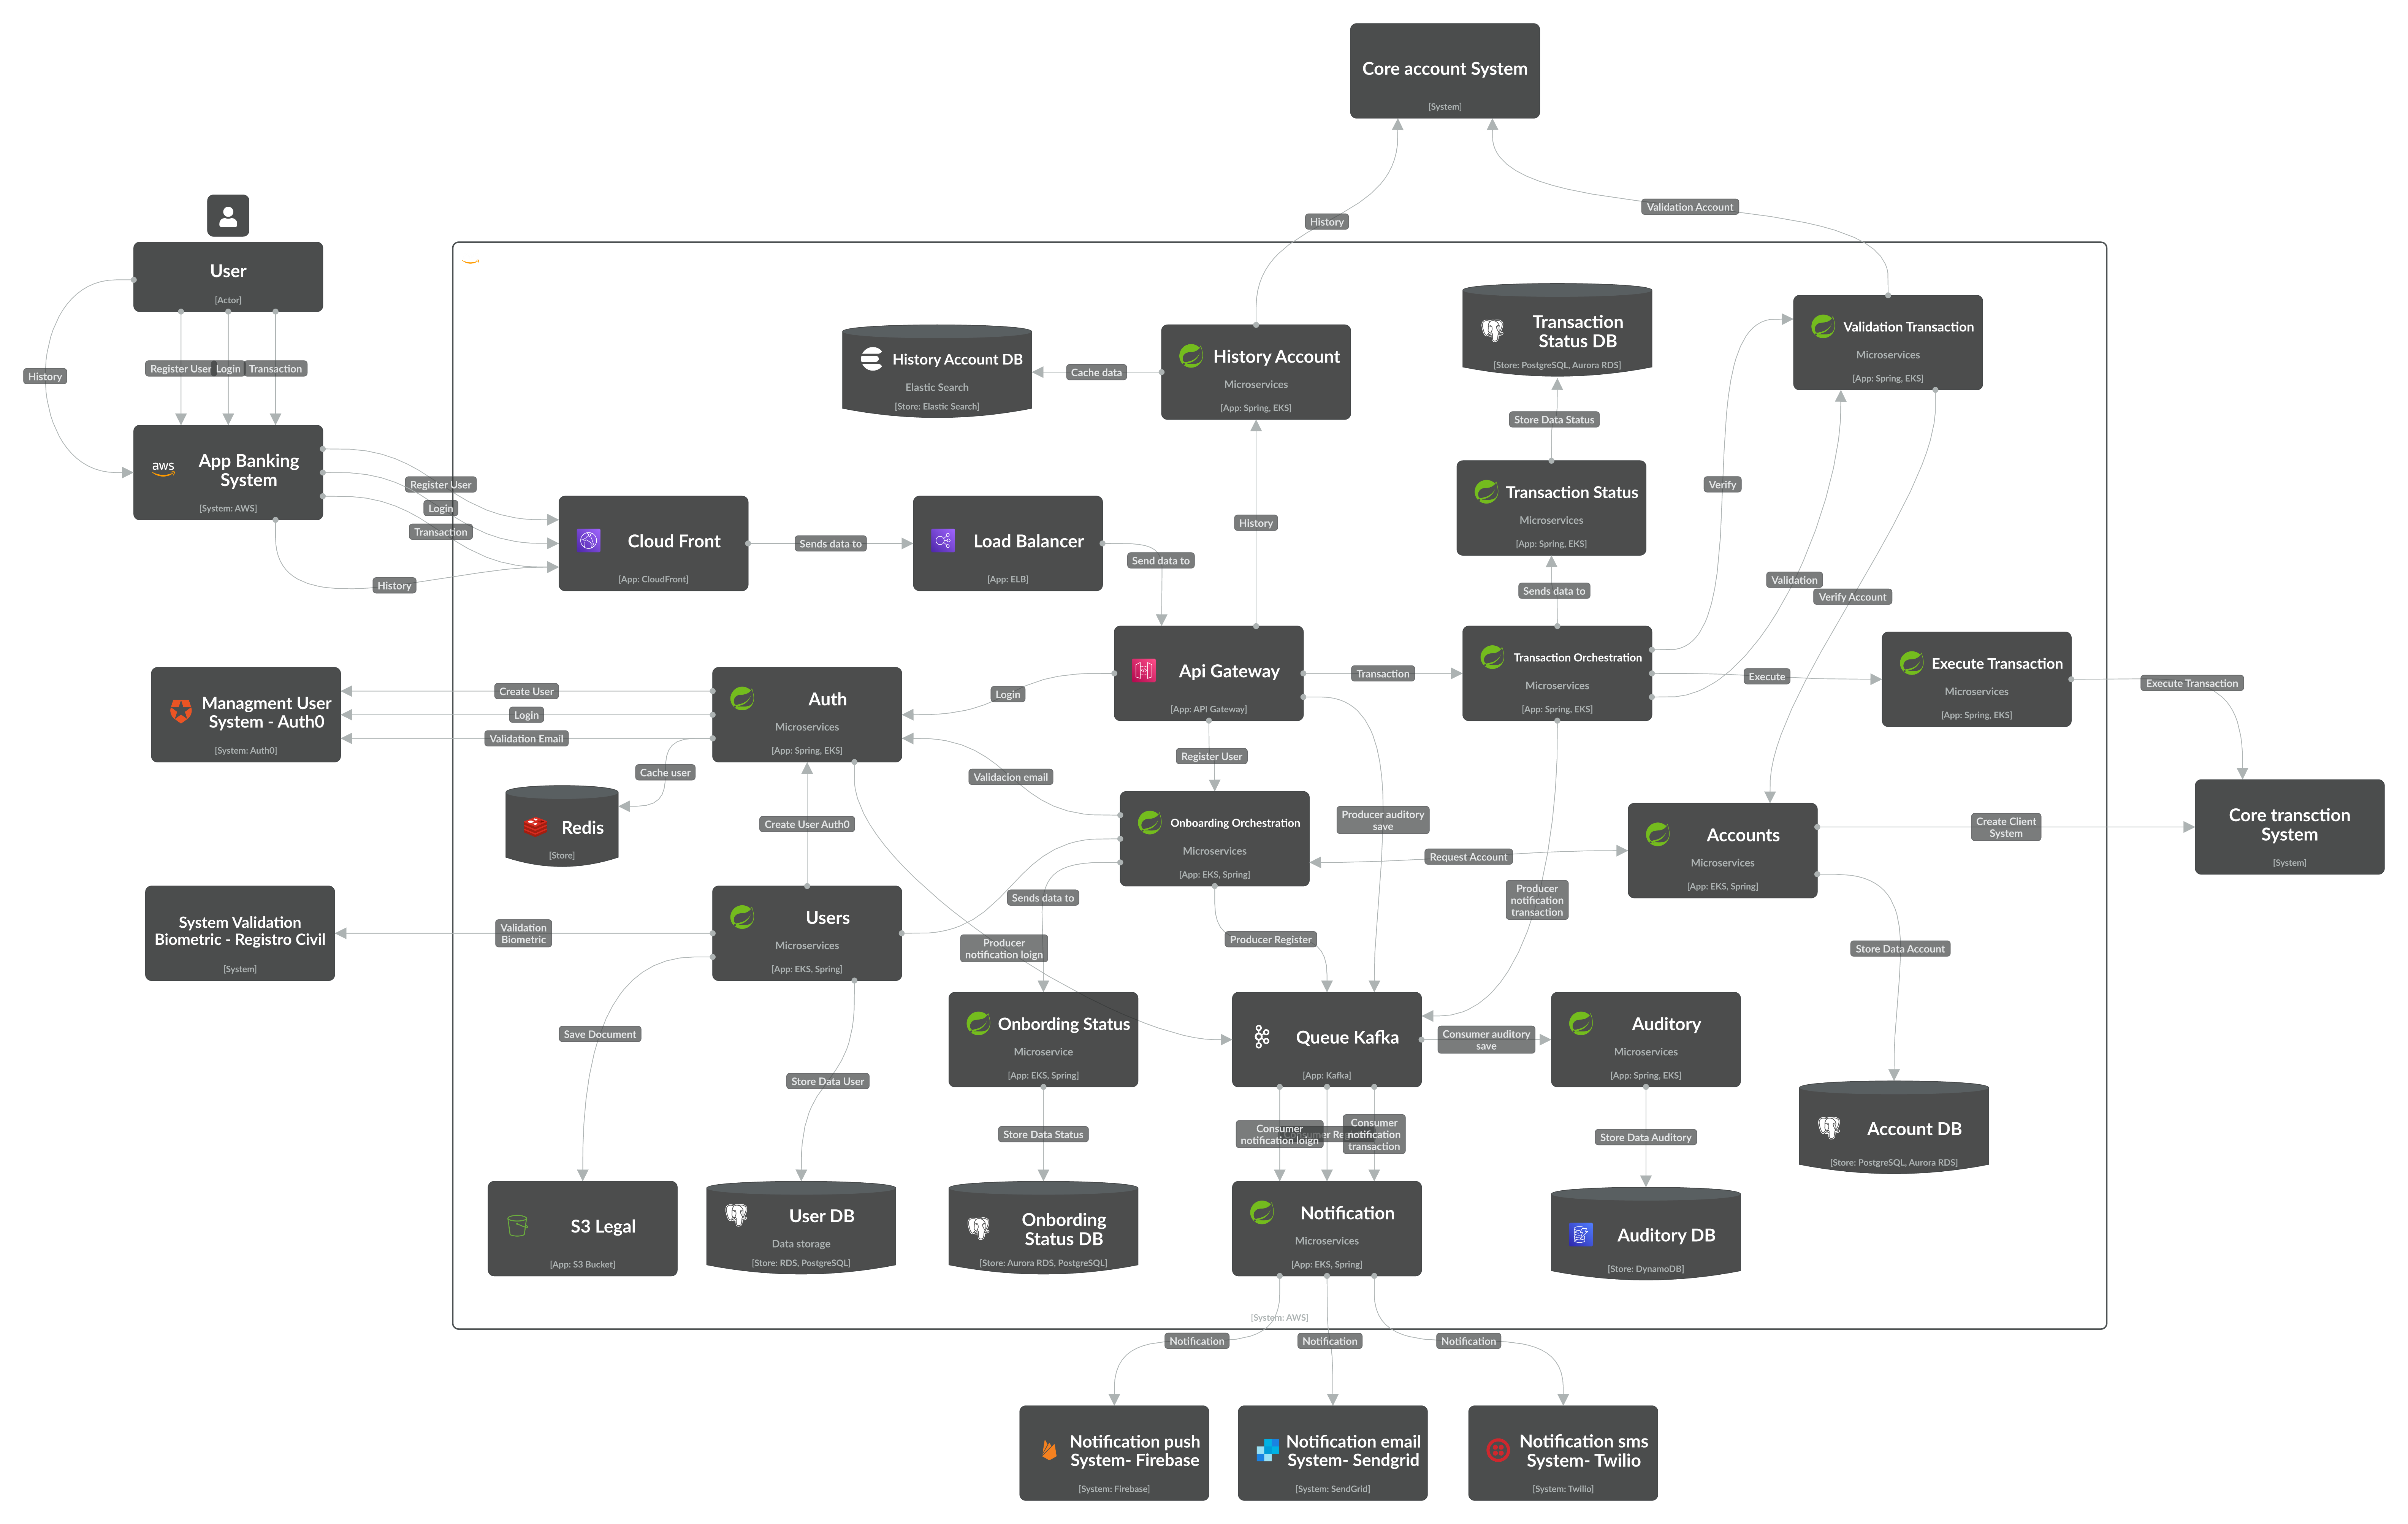 Core account System
[System]
History
Validation Account
User
[Actor]
History
Register User
Login
Transaction
App Banking
System
aws
[System: AWS]
Register User
Login
Transaction
History
Cloud Front
[App: CloudFront]
Sends data to
Load Balancer
[App: ELB]
Send data to
History Account DB
Elastic Search
[Store: Elastic Search]
Cache data
History Account
Microservices
[App: Spring, EKS]
History
Transaction
Status DB
[Store: PostgreSQL, Aurora RDS]
Store Data Status
Transaction Status
Microservices
[App: Spring, EKS]
Sends data to
Validation Transaction
Microservices
[App: Spring, EKS]
Verify
Validation
Verify Account
Managment User
System - Auth0
[System: Auth0]
Create User
Login
Validation Email
Cache user
Auth
Microservices
[App: Spring, EKS]
Login
Validacion email
Api Gateway
[App: API Gateway]
Transaction
Register User
Producer auditory
save
Transaction Orchestration
Microservices
[App: Spring, EKS]
Execute
Execute Transaction
Microservices
[App: Spring, EKS]
Execute Transaction
Redis
[Store]
Create User Auth0
Onboarding Orchestration
Microservices
[App: EKS, Spring]
Request Account
Accounts
Microservices
[App: EKS, Spring]
Create Client
System
Core transction
System
[System]
System Validation
Biometric - Registro Civil
[System]
Validation
Biometric
Users
Microservices
[App: EKS, Spring]
Sends data to
Producer
notification loign
Producer Register
Producer
notification
transaction
Store Data Account
Save Document
Store Data User
Onbording Status
Microservice
[App: EKS, Spring]
Queue Kafka
[App: Kafka]
Consumer auditory
save
Auditory
Microservices
[App: Spring, EKS]
Store Data Status
Consumer
notification loign
Consumer
notification
transaction
Store Data Auditory
Account DB
[Store: PostgreSQL, Aurora RDS]
S3 Legal
[App: S3 Bucket]
User DB
Data storage
[Store: RDS, PostgreSQL]
Onbording
Status DB
[Store: Aurora RDS, PostgreSQL]
Notification
Microservices
[App: EKS, Spring]
Auditory DB
[Store: DynamoDB]
[System: AWS]
Notification
Notification
Notification
Notification push
System- Firebase
[System: Firebase]
Notification email
System- Sendgrid
[System: SendGrid]
Notification sms
System- Twilio
[System: Twilio]